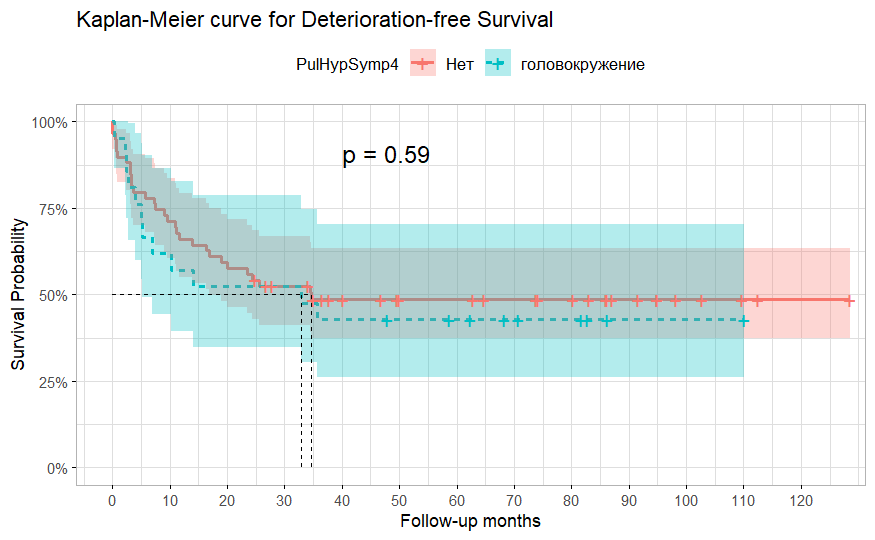 Kaplan-Meier curve for Deterioration-free Survival
PulHypSymp4 Нет головокружение
100%
p = 0.59
75%
50%
25%
0%
Survival Probability
0 10 20 30 40 50 60 70 80 90 100 110 120
Follow-up months